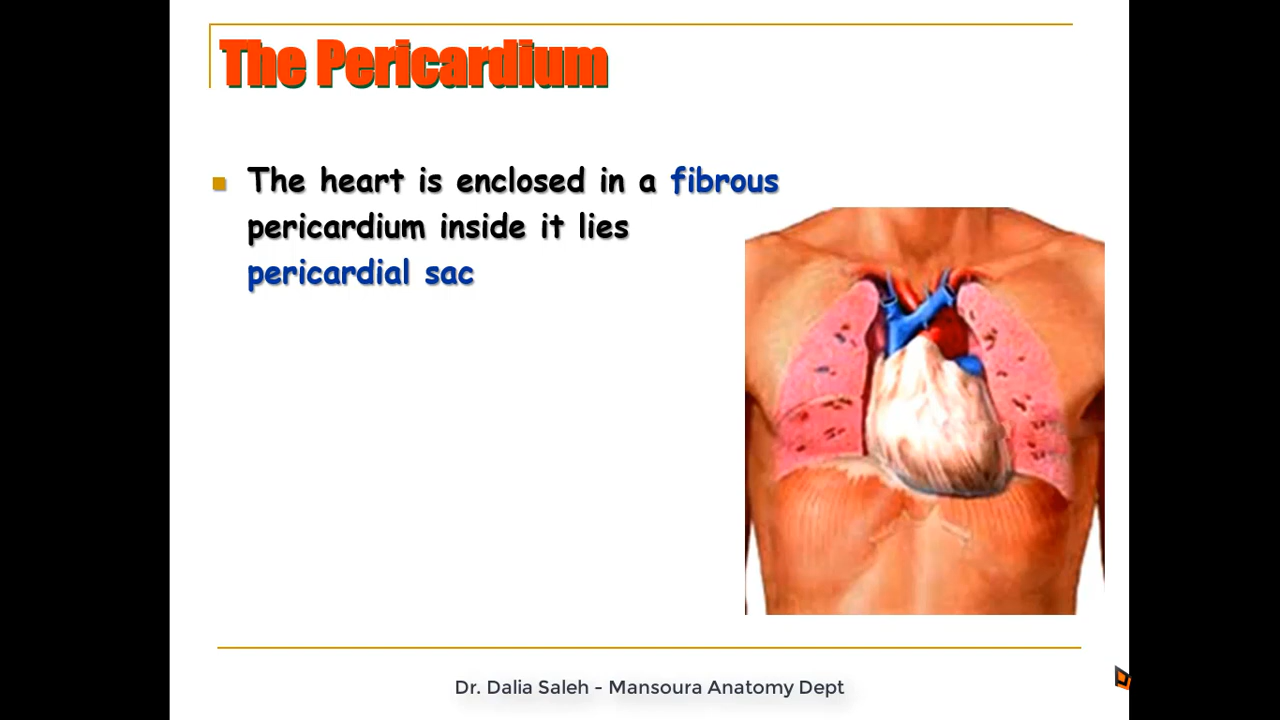 The Pericardium
The heart is enclosed in a fibrous
pericardium inside it lies
pericardial sac
Dr. Dalia Saleh - Mansoura Anatomy Dept